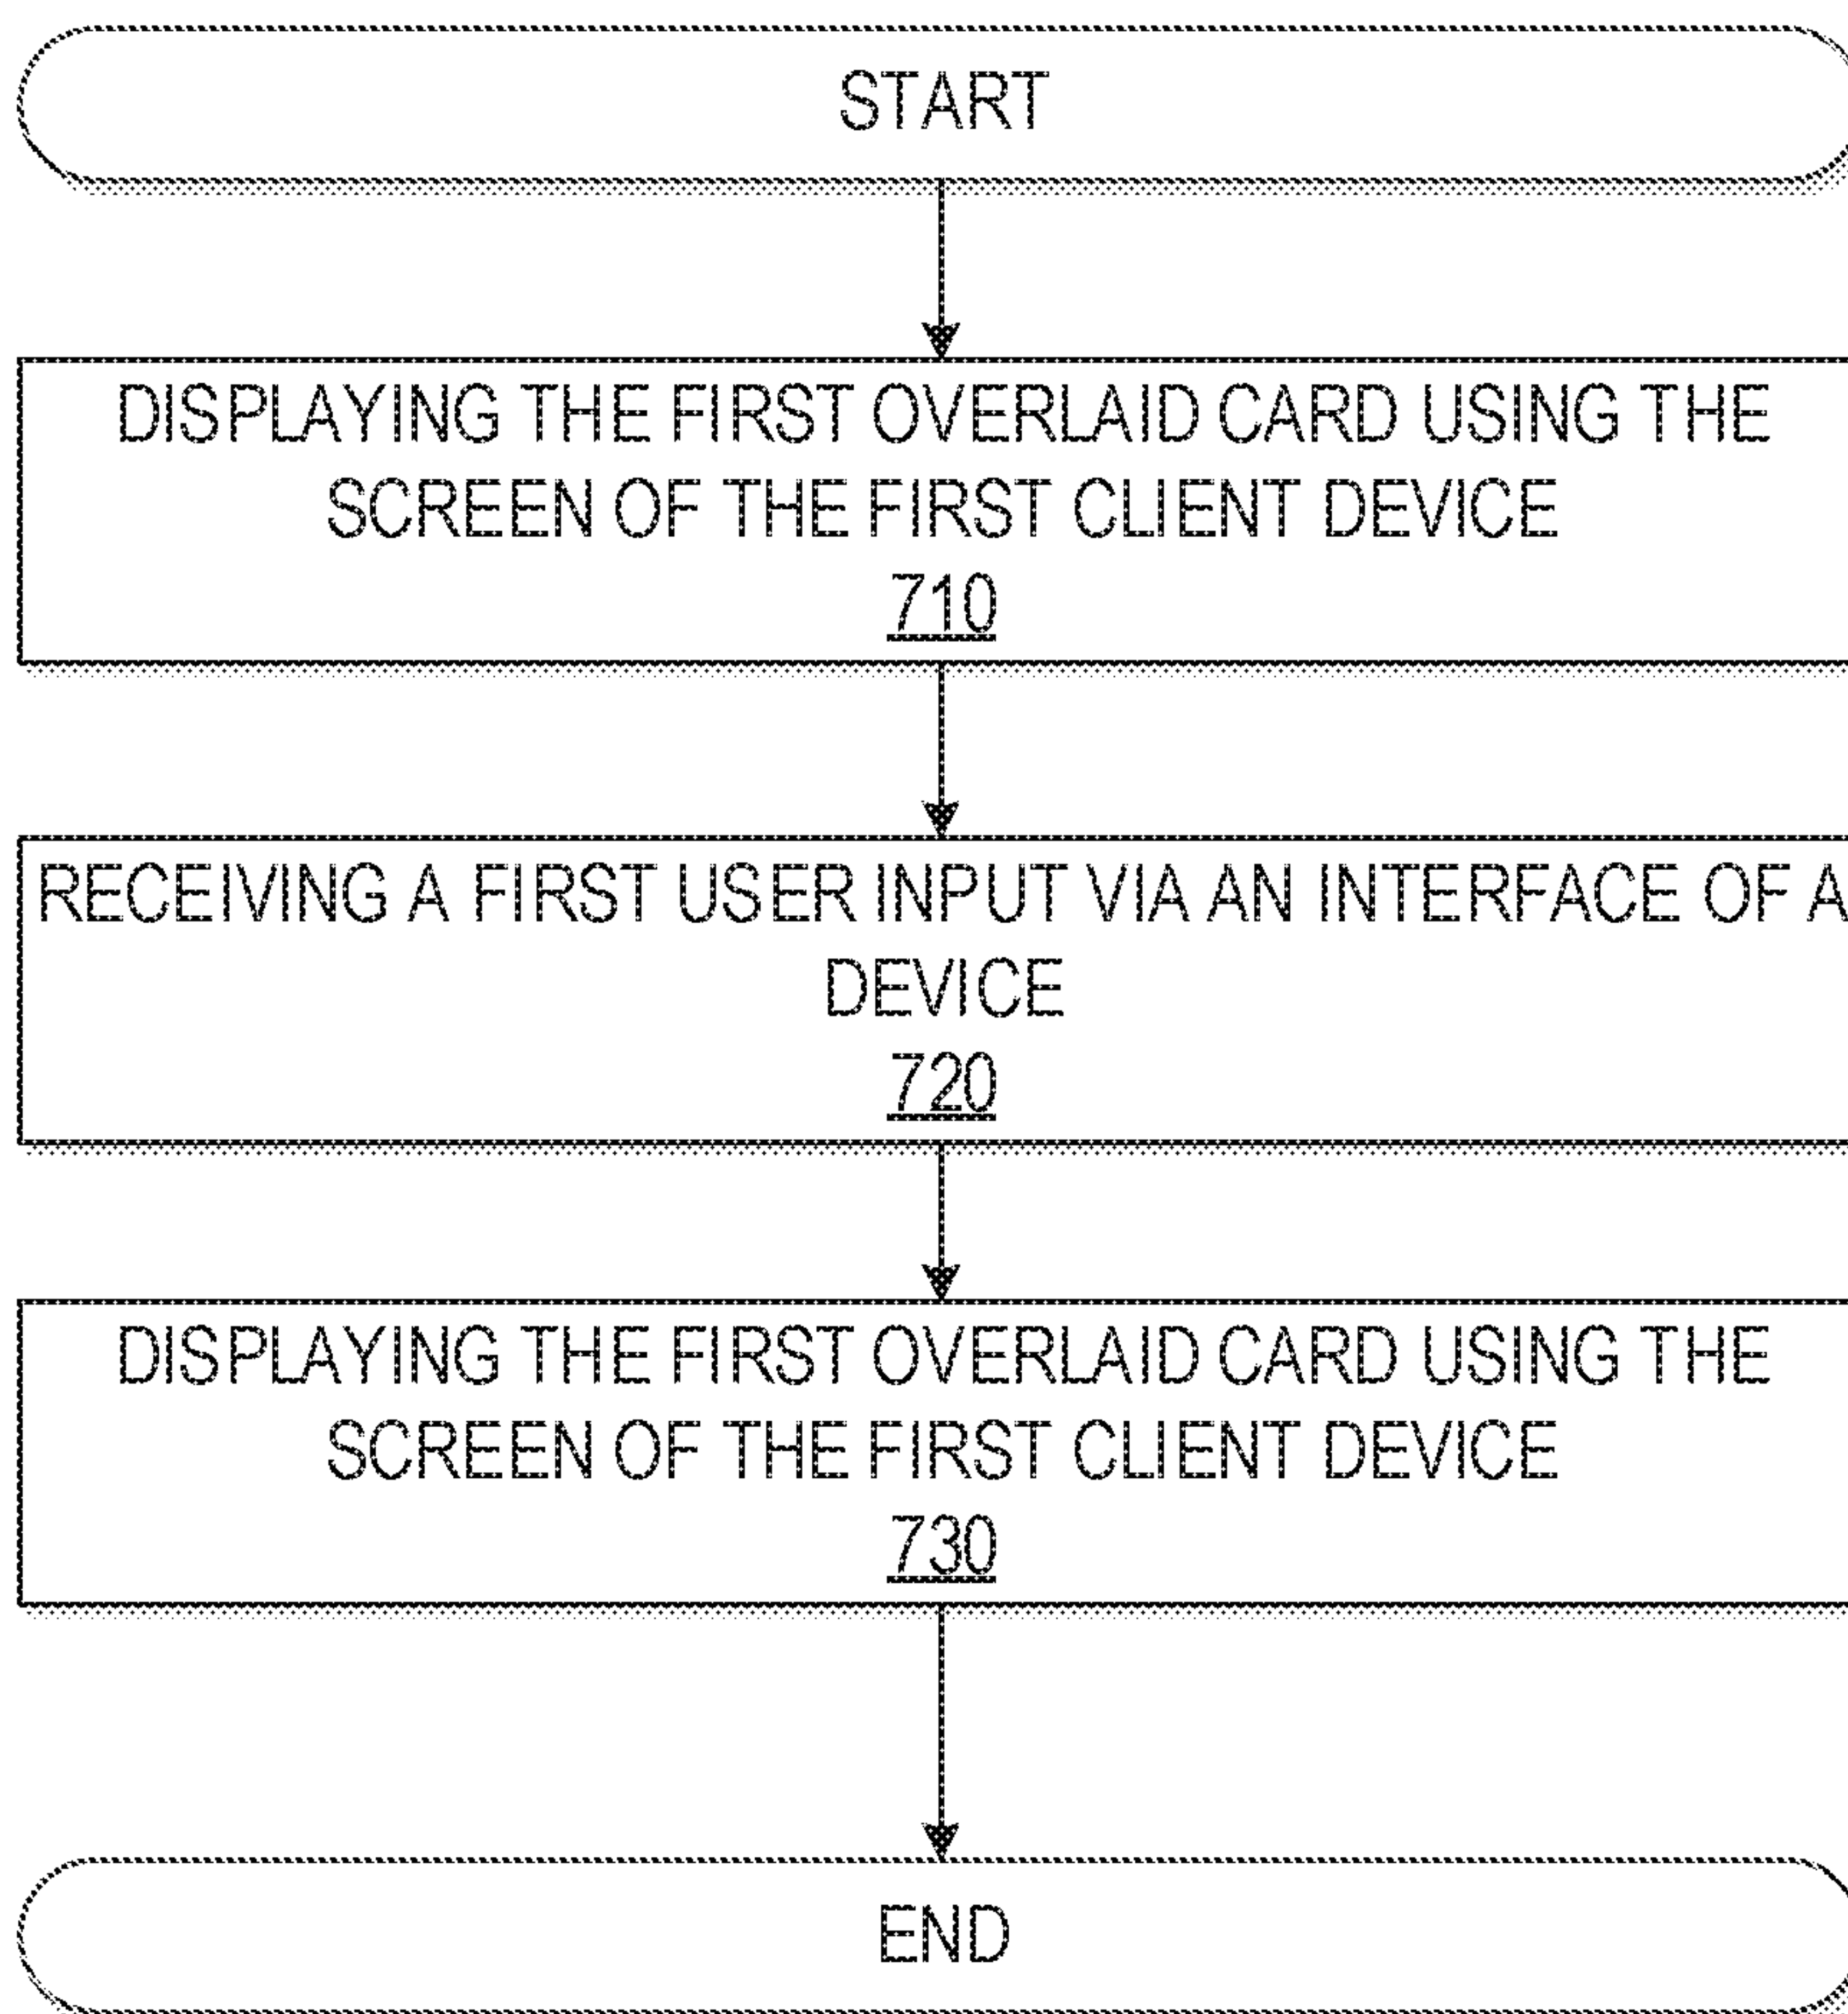 START
DISPLAYING THE FIRST OVERLAID CARD USING THE
SCREEN OF THE FIRST CLIENT DEVICE
710
RECEIVING A FIRST USER INPUT VIA AN INTERFACE OF A
DEVICE
720
DISPLAYING THE FIRST OVERLAID CARD USING THE
SCREEN OF THE FIRST CLIENT DEVICE
730
END